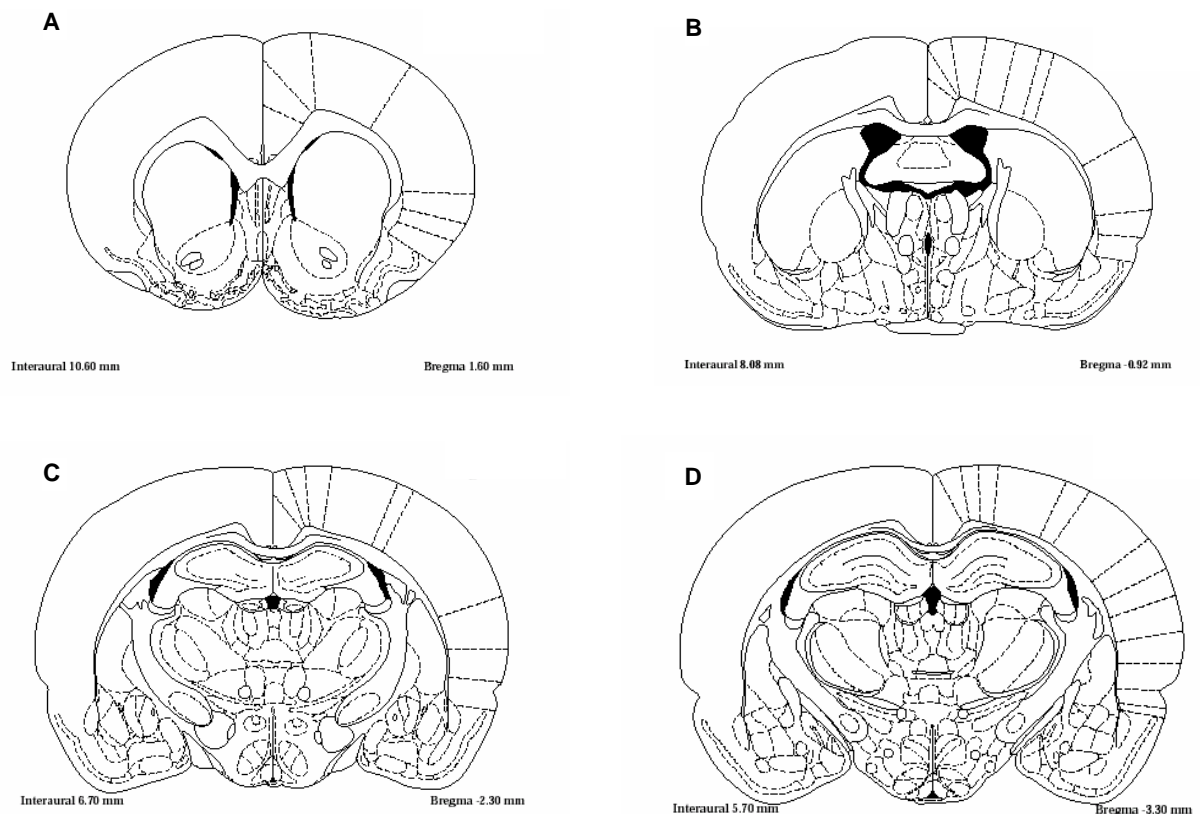 A
B
Interaural 10.60 mm
Bregma 1.60 mm
Interaural 8.08 mm
Bregma -0.92 mm
C
D
Interaural 6.70 mm
Bregma -2.30 mm
Interaural 5.70 mm
Bregma -3.30 mm